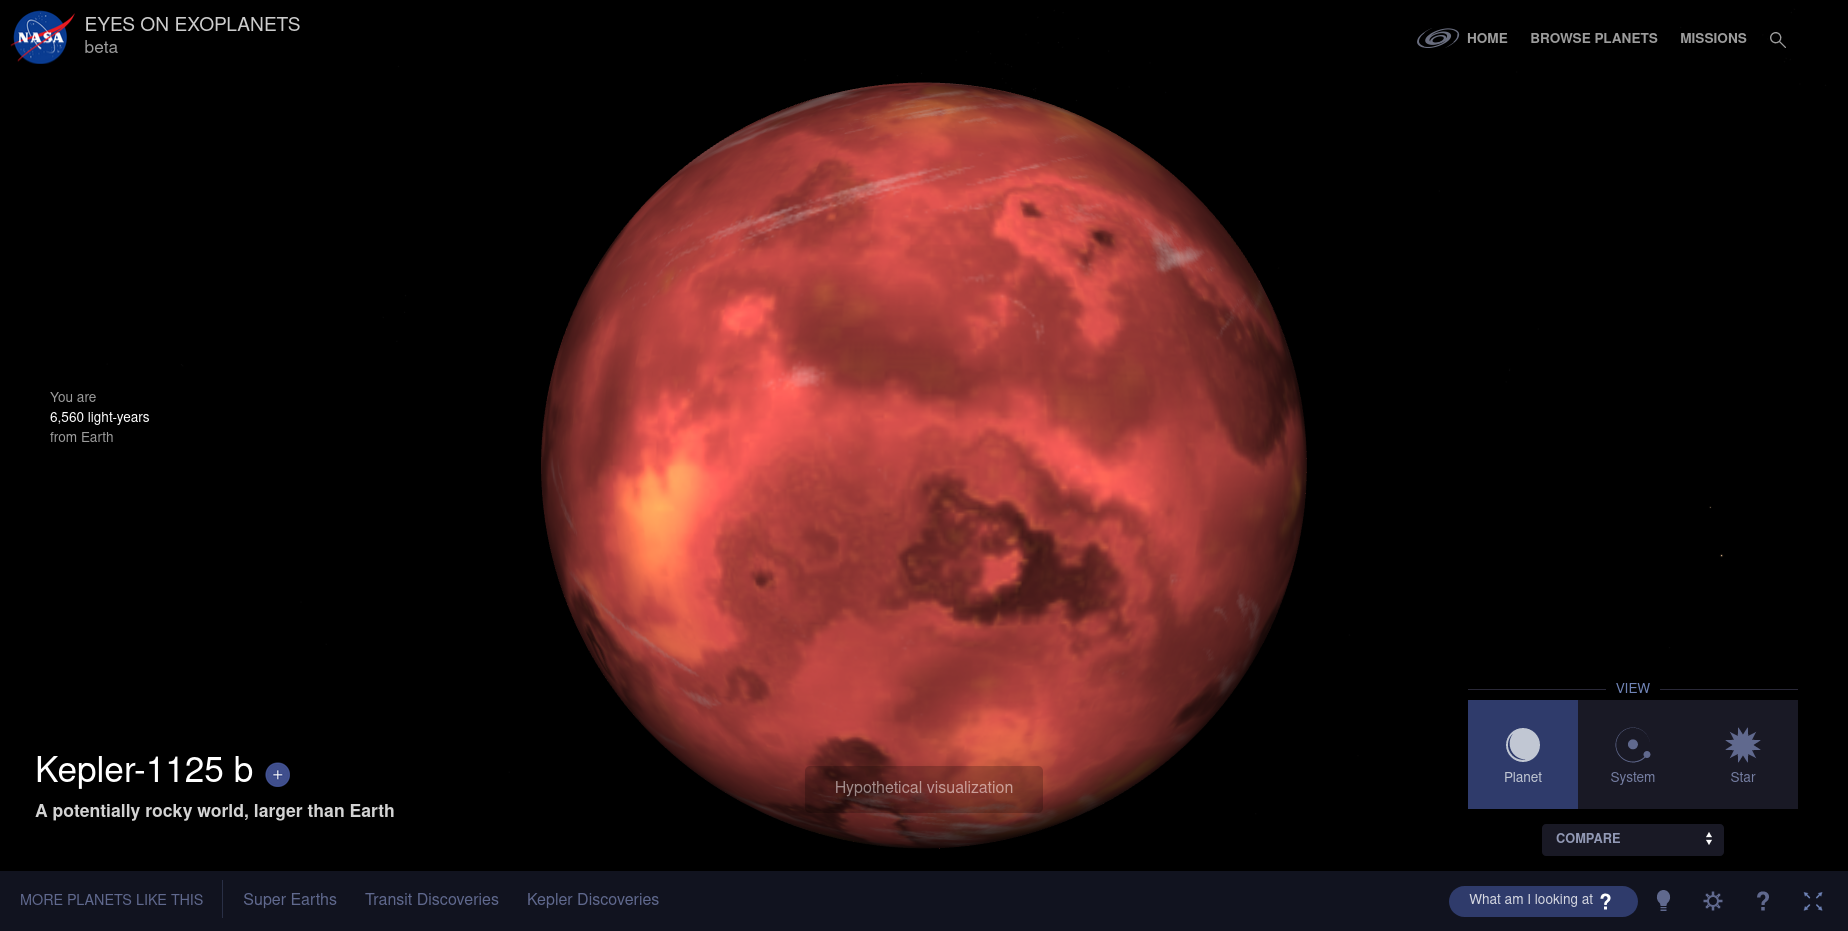 NASA
EYES ON EXOPLANETS
beta
HOME
BROWSE PLANETS
MISSIONS
You are
6,560 light-years
from Earth
Kepler-1125 b +
A potentially rocky world, larger than Earth
Hypothetical visualization
VIEW
Planet
System
Star
COMPARE
MORE PLANETS LIKE THIS
Super Earths
Transit Discoveries
Kepler Discoveries
What am I looking at ?
?